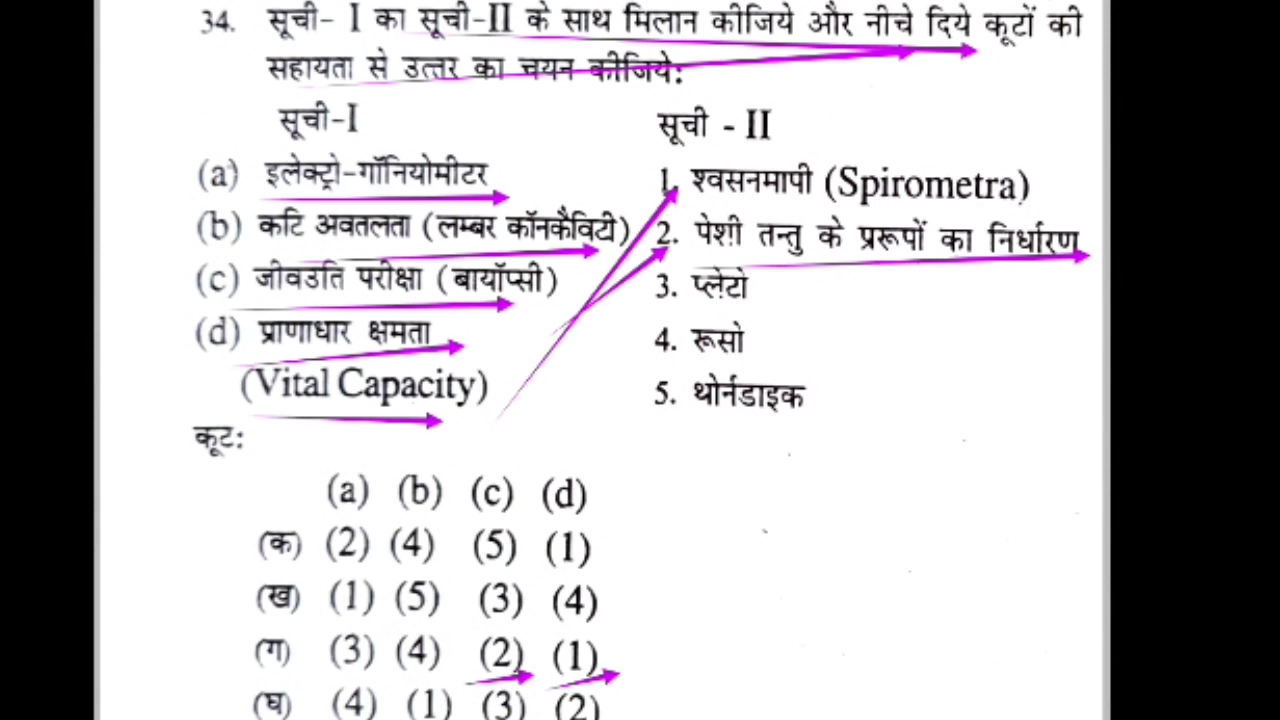 34. सूची- I का सूची-II के साथ मिलान कीजिये और नीचे दिये कूटों की
सहायता से उत्तर का चयन कीजिये:
सूची-I
सूची - II
(a) इलेक्ट्रो-गॉनियोमीटर
1. श्वसनमापी (Spirometra)
(b) कटि अवतलता (लम्बर कॉनकैविटी)
2. पेशी तन्तु के प्ररूपों का निर्धारण
(c) जीवउति परीक्षा (बायॉप्सी)
3. प्लेटो
(d) प्राणाधार क्षमता
4. रूसो
(Vital Capacity)
5. थोर्नडाइक
कूट:
(a) (b) (c) (d)
(क) (2) (4) (5) (1)
(ख) (1) (5) (3) (4)
(ग) (3) (4) (2) (1)
(घ) (4) (1) (3) (2)